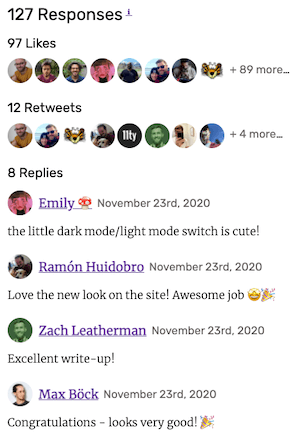 127 Responses i
97 Likes
+ 89 more…
12 Retweets
11ty
+ 4 more…
8 Replies
Emily 🍄 November 23rd, 2020
the little dark mode/light mode switch is cute!
Ramón Huidobro November 23rd, 2020
Love the new look on the site! Awesome job 🤩🎉
Zach Leatherman November 23rd, 2020
Excellent write-up!
Max Böck November 23rd, 2020
Congratulations - looks very good! 🎉